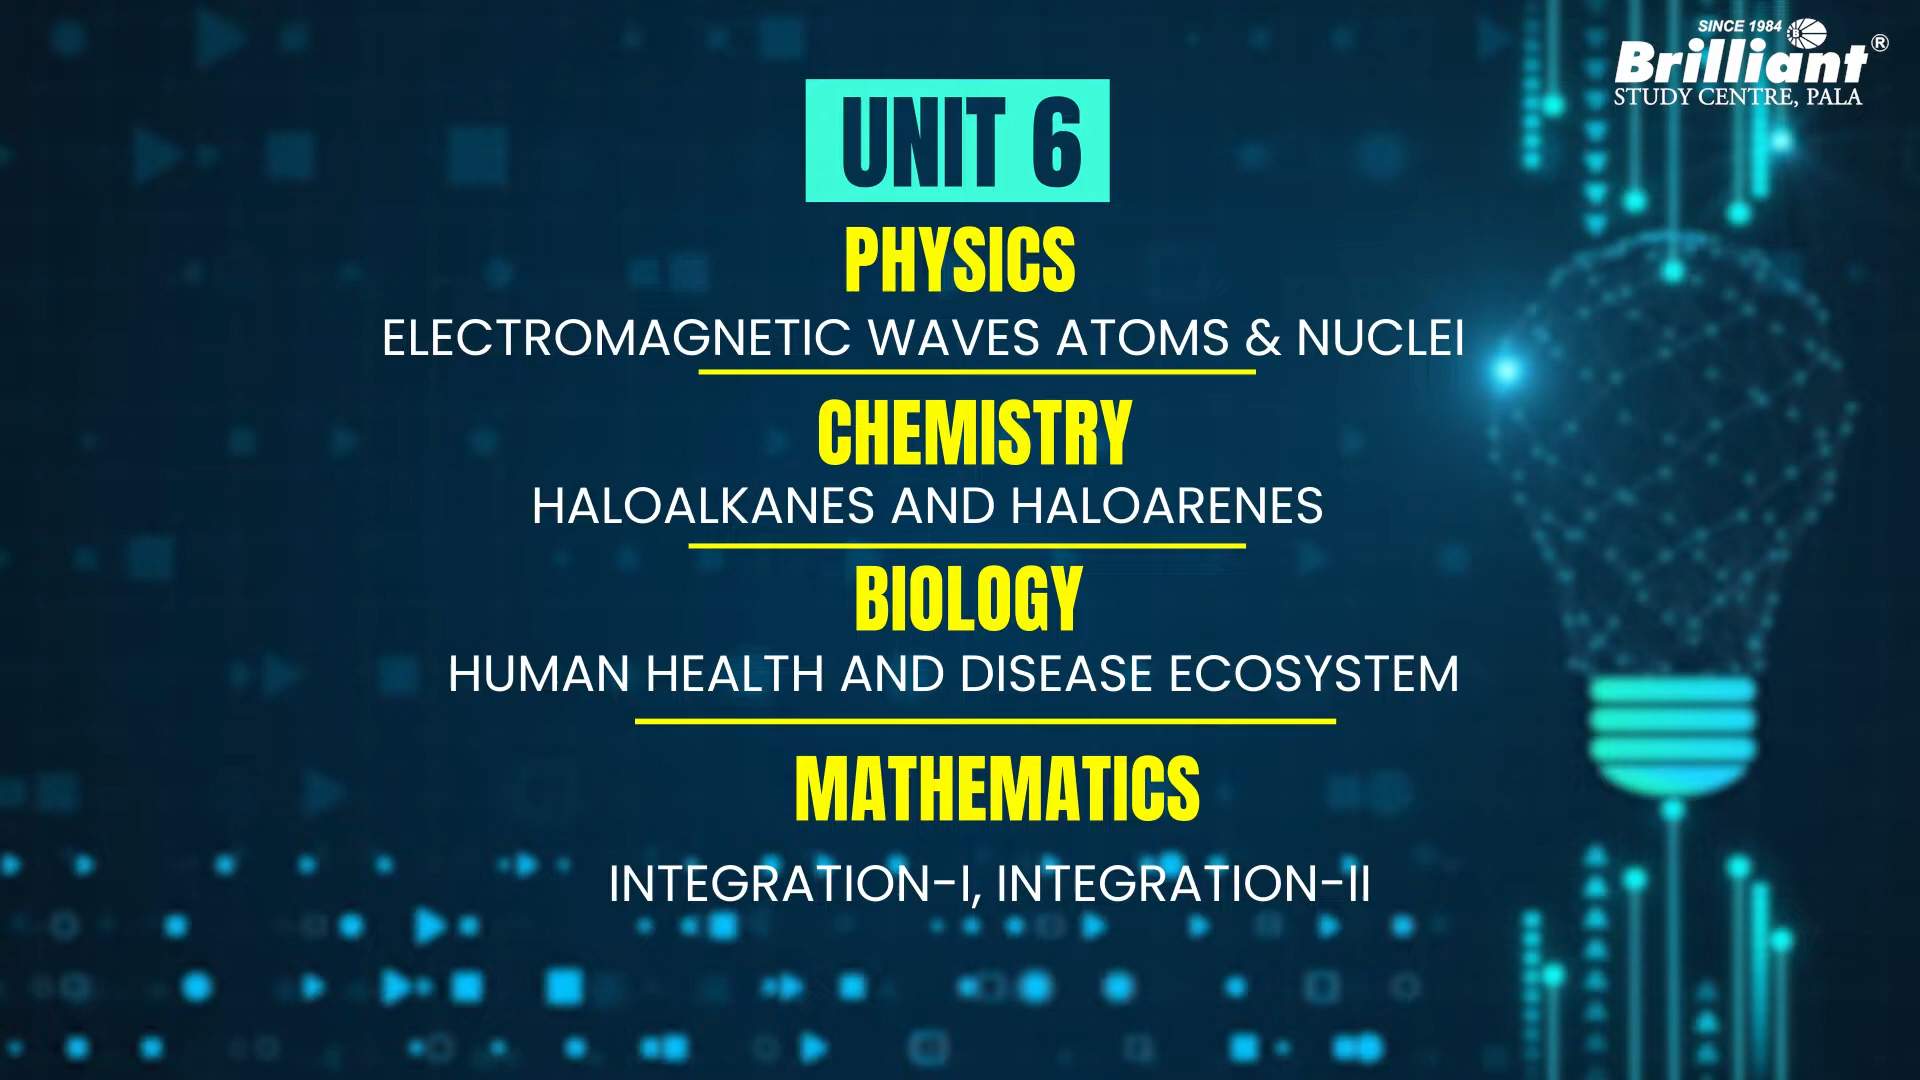 SINCE 1984
Brilliant®
STUDY CENTRE, PALA
UNIT 6
PHYSICS
ELECTROMAGNETIC WAVES ATOMS & NUCLEI
CHEMISTRY
HALOALKANES AND HALOARENES
BIOLOGY
HUMAN HEALTH AND DISEASE ECOSYSTEM
MATHEMATICS
INTEGRATION-I, INTEGRATION-II